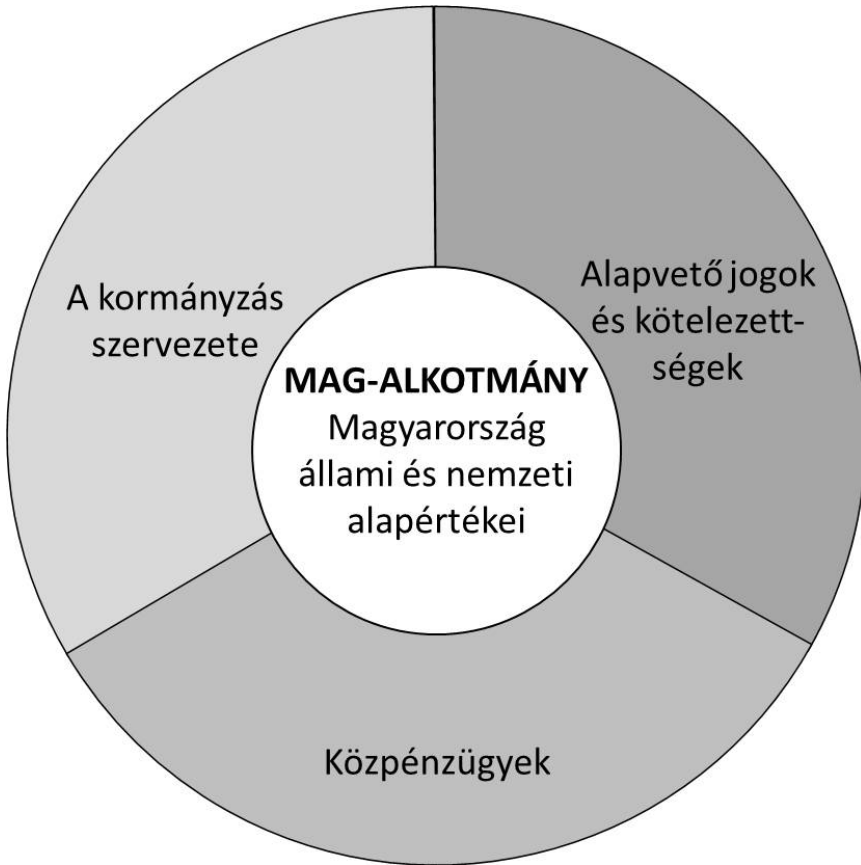 A kormányzás
szervezete
Alapvető jogok
és kötelezett-
ségek
MAG-ALKOTMÁNY
Magyarország
állami és nemzeti
alapértékei
Közpénzügyek